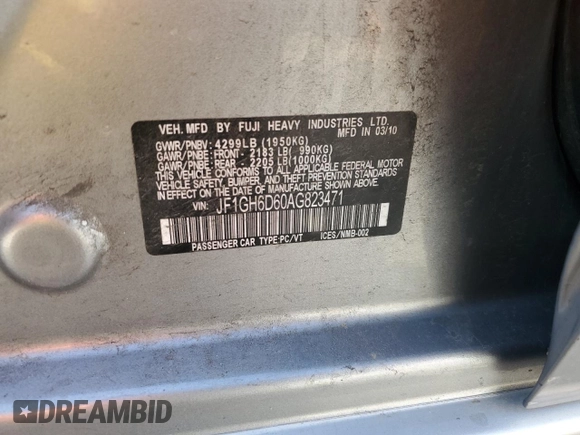 VEH. MFD BY FUJI HEAVY INDUSTRIES LTD.
MFD IN 03/10
GVWR/PNBV: 4299LB (1950KG)
GAWR/PNBE: FRONT: 2183 LB( 990KG)
GAWR/PNBE: REAR: 2205 LB(1000KG)
THIS VEHICLE CONFORMS TO ALL APPLICABLE FEDERAL MOTOR
VEHICLE SAFETY, BUMPER, AND THEFT PREVENTION STANDARDS
IN EFFECT ON THE DATE OF MANUFACTURE SHOWN ABOVE.
VIN: JF1GH6D60AG823471
PASSENGER CAR TYPE:PC/VT ICES/NMB-002
DREAMBID